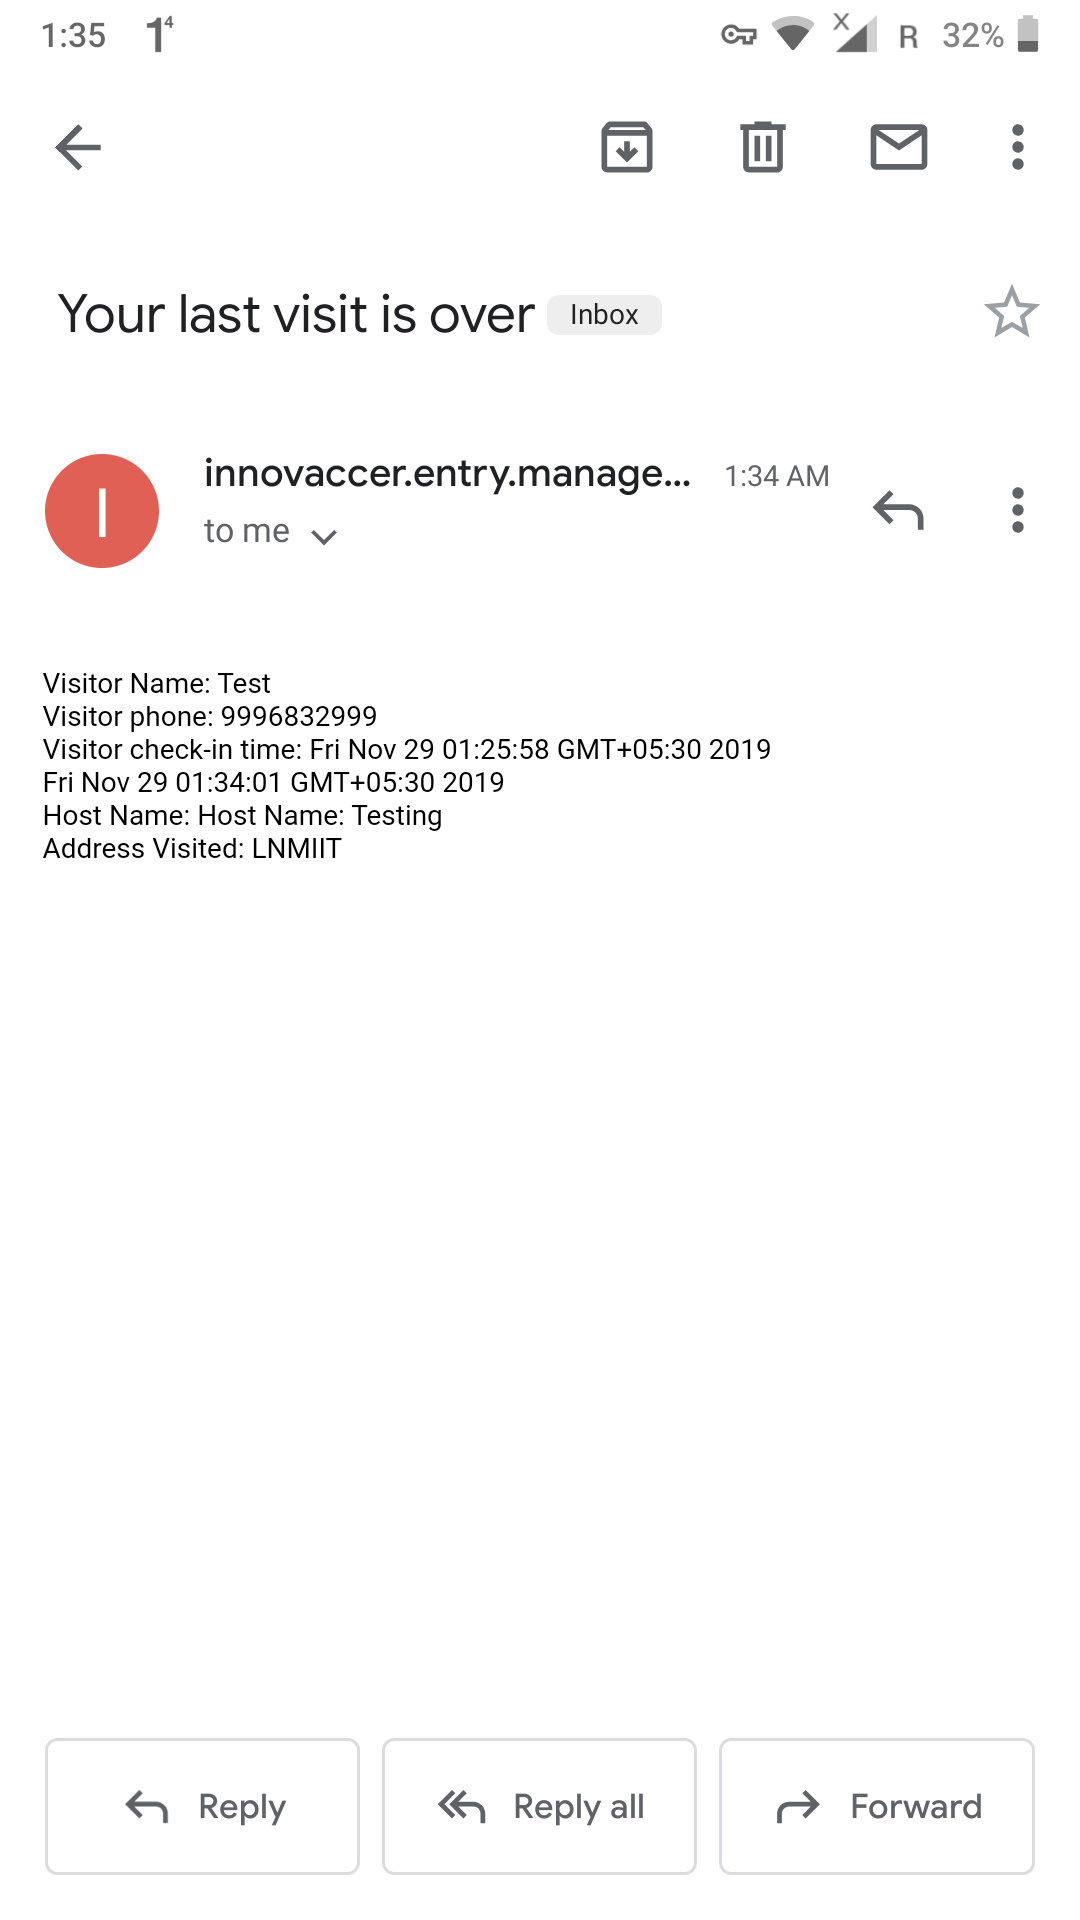 1:35 1⁴ X R 32%
Your last visit is over Inbox
I
innovaccer.entry.manage... 1:34 AM
to me
Visitor Name: Test
Visitor phone: 9996832999
Visitor check-in time: Fri Nov 29 01:25:58 GMT+05:30 2019
Fri Nov 29 01:34:01 GMT+05:30 2019
Host Name: Host Name: Testing
Address Visited: LNMIIT
Reply Reply all Forward